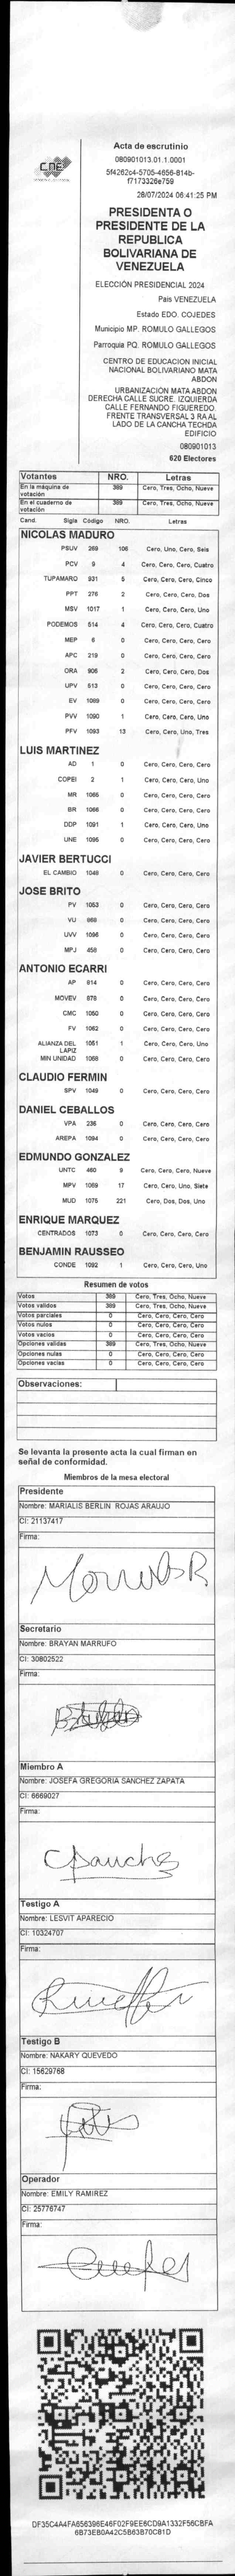 Acta de escrutinio
080901013.01.1.0001
5f4262c4-5705-4656-814b-
f7173326e759
28/07/2024 06:41:25 PM
CNE
PRESIDENTA O
PRESIDENTE DE LA
REPUBLICA
BOLIVARIANA DE
VENEZUELA
ELECCIÓN PRESIDENCIAL 2024
Pais VENEZUELA
Estado EDO. COJEDES
Municipio MP. ROMULO GALLEGOS
Parroquia PQ. ROMULO GALLEGOS
CENTRO DE EDUCACION INICIAL
NACIONAL BOLIVARIANO MATA
ABDON
URBANIZACIÓN MATA ABDON
DERECHA CALLE SUCRE. IZQUIERDA
CALLE FERNANDO FIGUEREDO.
FRENTE TRANSVERSAL 3 RA AL
LADO DE LA CANCHA TECHDA
EDIFICIO
080901013
620 Electores
Votantes NRO. Letras
En la máquina de votación 389 Cero, Tres, Ocho, Nueve
En el cuaderno de votación 389 Cero, Tres, Ocho, Nueve
Cand. Sigla Código NRO. Letras
NICOLAS MADURO
PSUV 269 106 Cero, Uno, Cero, Seis
PCV 9 4 Cero, Cero, Cero, Cuatro
TUPAMARO 931 5 Cero, Cero, Cero, Cinco
PPT 276 2 Cero, Cero, Cero, Dos
MSV 1017 1 Cero, Cero, Cero, Uno
PODEMOS 514 4 Cero, Cero, Cero, Cuatro
MEP 6 0 Cero, Cero, Cero, Cero
APC 219 0 Cero, Cero, Cero, Cero
ORA 906 2 Cero, Cero, Cero, Dos
UPV 613 0 Cero, Cero, Cero, Cero
EV 1089 0 Cero, Cero, Cero, Cero
PVV 1090 1 Cero, Cero, Cero, Uno
PFV 1093 13 Cero, Cero, Uno, Tres
LUIS MARTINEZ
AD 1 0 Cero, Cero, Cero, Cero
COPEI 2 1 Cero, Cero, Cero, Uno
MR 1065 0 Cero, Cero, Cero, Cero
BR 1066 0 Cero, Cero, Cero, Cero
DDP 1091 1 Cero, Cero, Cero, Uno
UNE 1095 0 Cero, Cero, Cero, Cero
JAVIER BERTUCCI
EL CAMBIO 1048 0 Cero, Cero, Cero, Cero
JOSE BRITO
PV 1053 0 Cero, Cero, Cero, Cero
VU 868 0 Cero, Cero, Cero, Cero
UVV 1096 0 Cero, Cero, Cero, Cero
MPJ 458 0 Cero, Cero, Cero, Cero
ANTONIO ECARRI
AP 814 0 Cero, Cero, Cero, Cero
MOVEV 878 0 Cero, Cero, Cero, Cero
CMC 1050 0 Cero, Cero, Cero, Cero
FV 1062 0 Cero, Cero, Cero, Cero
ALIANZA DEL LAPIZ 1051 1 Cero, Cero, Cero, Uno
MIN UNIDAD 1068 0 Cero, Cero, Cero, Cero
CLAUDIO FERMIN
SPV 1049 0 Cero, Cero, Cero, Cero
DANIEL CEBALLOS
VPA 236 0 Cero, Cero, Cero, Cero
AREPA 1094 0 Cero, Cero, Cero, Cero
EDMUNDO GONZALEZ
UNTC 460 9 Cero, Cero, Cero, Nueve
MPV 1069 17 Cero, Cero, Uno, Siete
MUD 1075 221 Cero, Dos, Dos, Uno
ENRIQUE MARQUEZ
CENTRADOS 1073 0 Cero, Cero, Cero, Cero
BENJAMIN RAUSSEO
CONDE 1092 1 Cero, Cero, Cero, Uno
Resumen de votos
Votos 389 Cero, Tres, Ocho, Nueve
Votos validos 389 Cero, Tres, Ocho, Nueve
Votos parciales 0 Cero, Cero, Cero, Cero
Votos nulos 0 Cero, Cero, Cero, Cero
Votos vacios 0 Cero, Cero, Cero, Cero
Opciones validas 389 Cero, Tres, Ocho, Nueve
Opciones nulas 0 Cero, Cero, Cero, Cero
Opciones vacias 0 Cero, Cero, Cero, Cero
Observaciones:
Se levanta la presente acta la cual firman en
señal de conformidad.
Miembros de la mesa electoral
Presidente
Nombre: MARIALIS BERLIN ROJAS ARAUJO
CI: 21137417
Firma:
Secretario
Nombre: BRAYAN MARRUFO
CI: 30802522
Firma:
Miembro A
Nombre: JOSEFA GREGORIA SANCHEZ ZAPATA
CI: 6669027
Firma:
Testigo A
Nombre: LESVIT APARECIO
CI: 10324707
Firma:
Testigo B
Nombre: NAKARY QUEVEDO
CI: 15629768
Firma:
Operador
Nombre: EMILY RAMIREZ
CI: 25776747
Firma:
DF35C4A4FA656396E46F02F9EE6CD9A1332F56CBFA
6B73EB0A42C5B63B70C81D